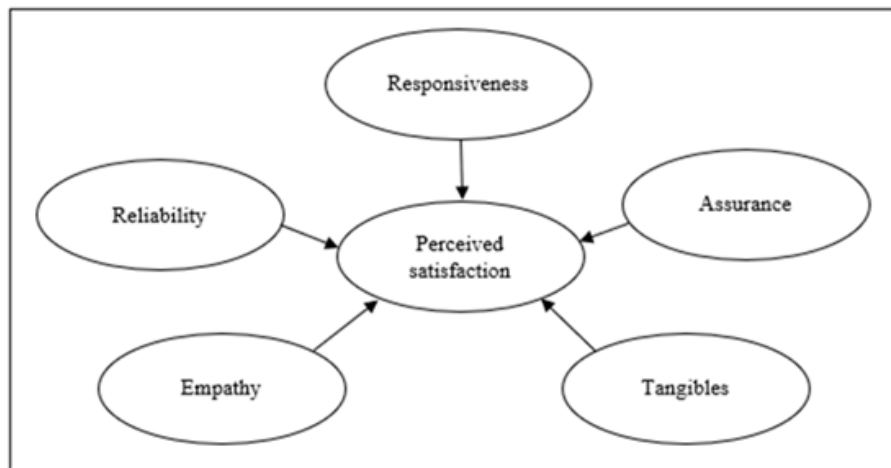 Responsiveness
Reliability
Assurance
Perceived
satisfaction
Empathy
Tangibles